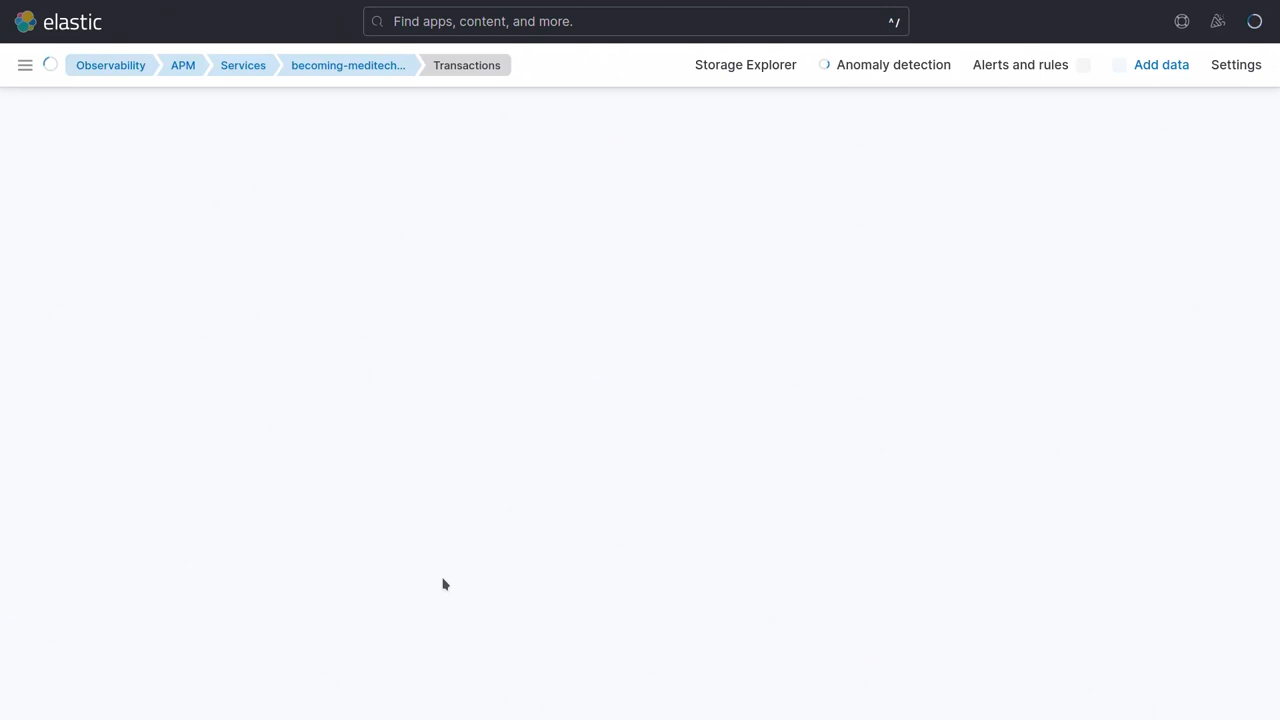 elastic
Find apps, content, and more.
^/
Observability
APM
Services
becoming-meditech...
Transactions
Storage Explorer
Anomaly detection
Alerts and rules
Add data
Settings